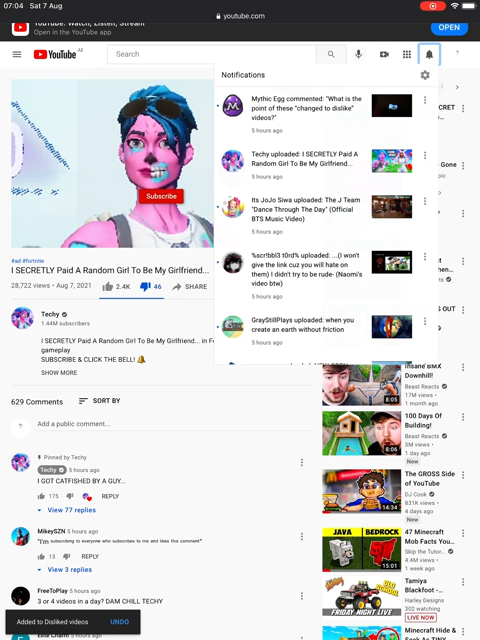 07:04 Sat 7 Aug
youtube.com
YouTube: Watch, Listen, Stream
Open in the YouTube app
OPEN
YouTube AE
Search
Notifications
Mythic Egg commented: "What is the
point of these "changed to dislike"
videos?"
5 hours ago
Techy uploaded: I SECRETLY Paid A
Random Girl To Be My Girlfriend...
5 hours ago
Its JoJo Siwa uploaded: The J Team
"Dance Through The Day" (Official
BTS Music Video)
5 hours ago
%scr!bbl3 t0rd% uploaded: ...(I won't
give the link cuz you will hate
on them) I didn't try to be rude- (Naomi's
video btw)
5 hours ago
GrayStillPlays uploaded: when you
create an earth without friction
5 hours ago
Subscribe
#ad #fortnite
I SECRETLY Paid A Random Girl To Be My Girlfriend...
28,722 views • Aug 7, 2021
2.4K
46
SHARE
Techy
1.44M subscribers
I SECRETLY Paid A Random Girl To Be My Girlfriend... in Fo
gameplay
SUBSCRIBE & CLICK THE BELL! 🔔
SHOW MORE
629 Comments
SORT BY
Add a public comment...
Pinned by Techy
Techy 5 hours ago
I GOT CATFISHED BY A GUY...
175
REPLY
View 77 replies
MikeySZN 5 hours ago
"I'm subscribing to everyone who subscribes to me and likes this comment"
13
REPLY
View 3 replies
FreeToPlay 5 hours ago
3 or 4 videos in a day? DAM CHILL TECHY
Elite Charm
Added to Disliked videos
UNDO
Insane BMX
Downhill!
Beast Reacts
17M views •
1 month ago
8:05
100 Days Of
Building!
Beast Reacts
5M views •
1 day ago
New
8:06
The GROSS Side
of YouTube
DJ Cook
831K views •
4 days ago
New
14:34
JAVA BEDROCK
47 Minecraft
Mob Facts You...
Skip the Tutor...
4.4M views •
1 week ago
15:01
Tamiya
Blackfoot -...
Harley Designs
302 watching
LIVE NOW
OLD SCHOOL
FRIDAY NIGHT LIVE
Minecraft Hide &